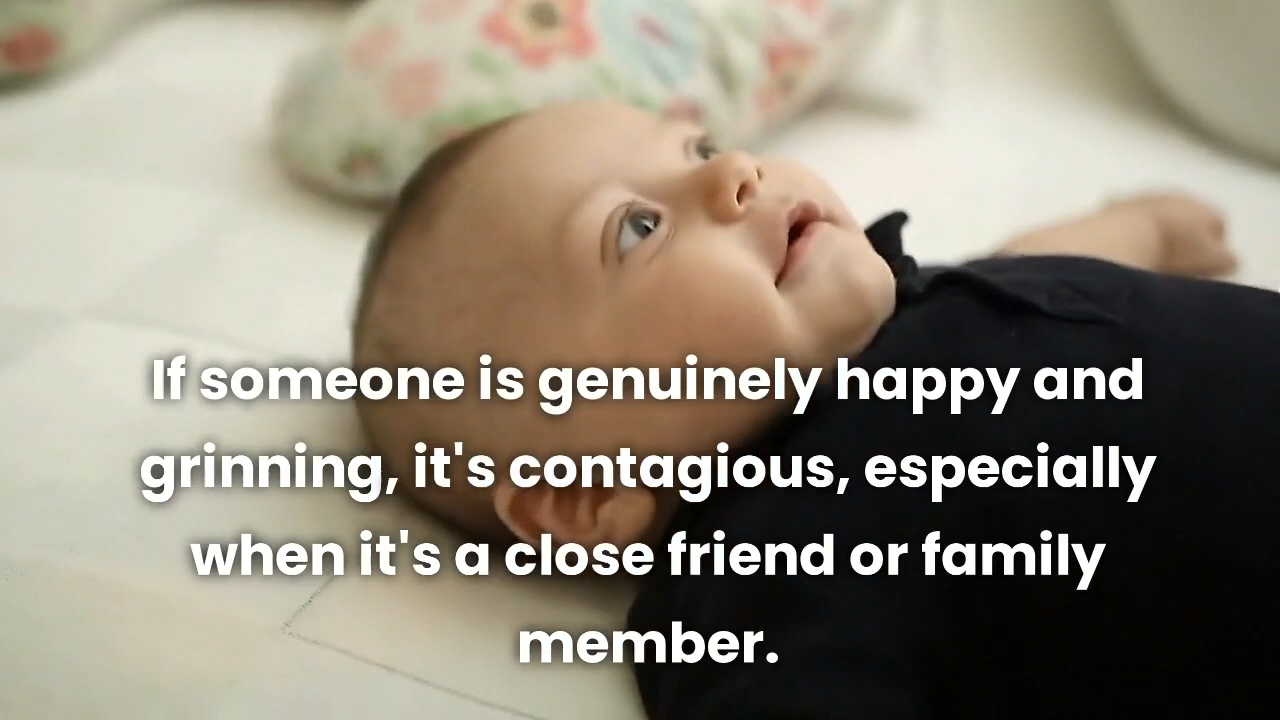 If someone is genuinely happy and
grinning, it's contagious, especially
when it's a close friend or family
member.